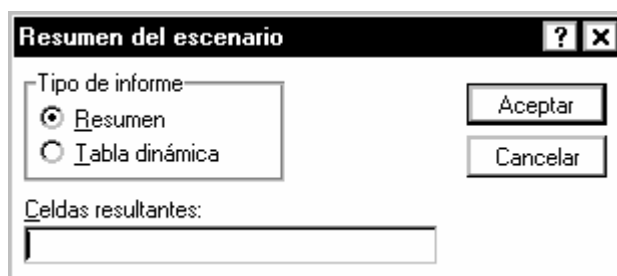 Resumen del escenario
Tipo de informe
Resumen
Tabla dinámica
Aceptar
Cancelar
Celdas resultantes: